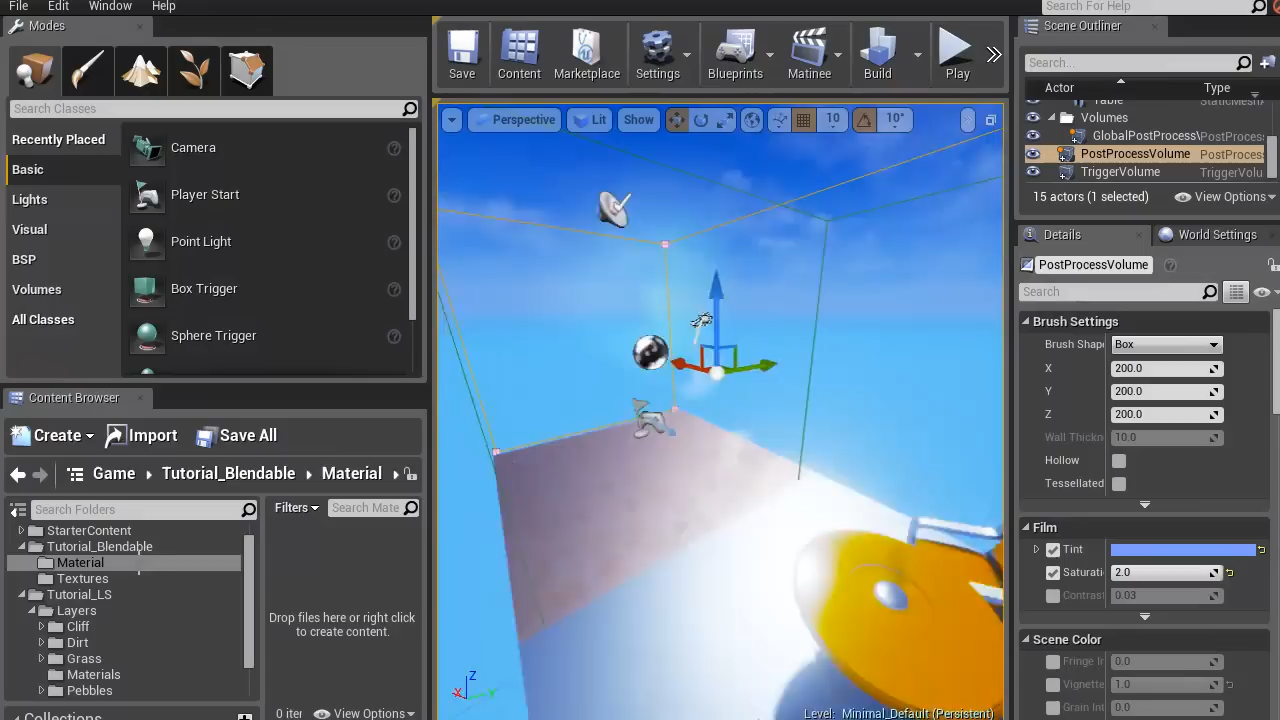 File Edit Window Help
Search For Help
Modes
Search Classes
Recently Placed
Basic
Lights
Visual
BSP
Volumes
All Classes
Camera
Player Start
Point Light
Box Trigger
Sphere Trigger
Save Content Marketplace Settings Blueprints Matinee Build Play
Perspective Lit Show 10 10°
Level: Minimal_Default (Persistent)
X Z Y
Content Browser
Create Import Save All
Game Tutorial_Blendable Material
Search Folders
Filters Search Mate
StarterContent
Tutorial_Blendable
Material
Textures
Tutorial_LS
Layers
Cliff
Dirt
Grass
Materials
Pebbles
Collections
Drop files here or right click
to create content.
0 iter View Options
Scene Outliner
Search...
Actor Type
Table StaticMesh
Volumes
GlobalPostProcessV PostProcess
PostProcessVolume PostProcess
TriggerVolume TriggerVolu
15 actors (1 selected) View Options
Details World Settings
PostProcessVolume
Search
Brush Settings
Brush Shap Box
X 200.0
Y 200.0
Z 200.0
Wall Thickn 10.0
Hollow
Tessellated
Film
Tint
Saturati 2.0
Contras 0.03
Scene Color
Fringe In 0.0
Vignette 1.0
Grain Int 0.0